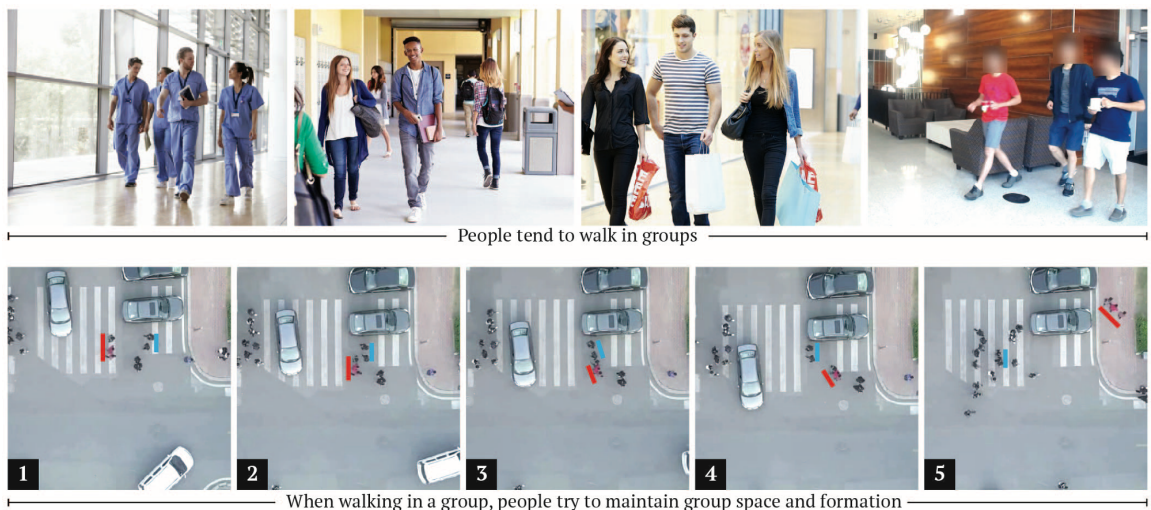 People tend to walk in groups
1
2
3
4
5
When walking in a group, people try to maintain group space and formation